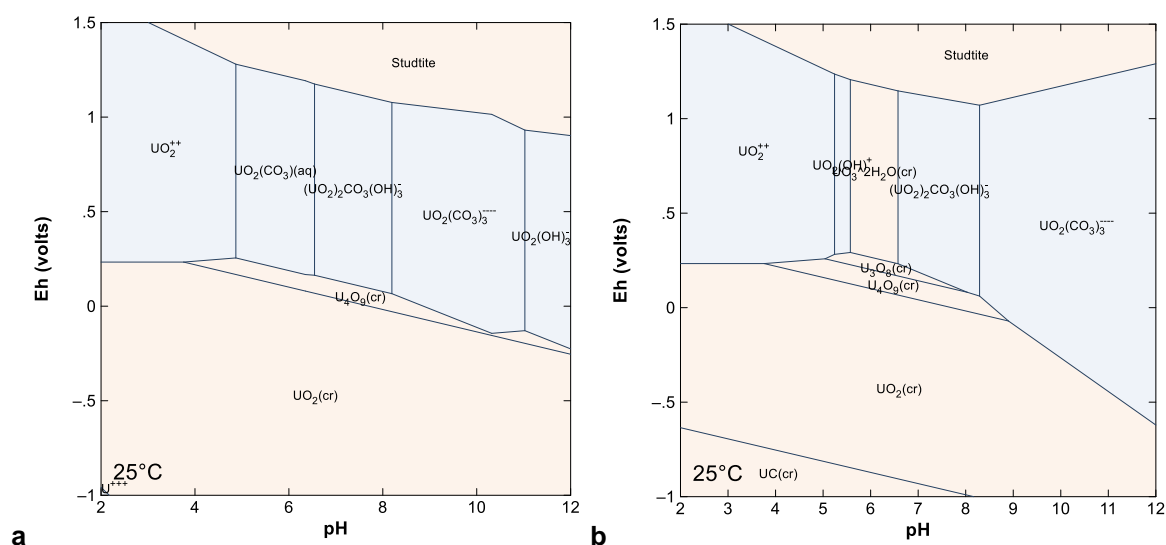 1.5
1
.5
0
–.5
–1
Eh (volts)
2
4
6
8
10
12
pH
Studtite
UO₂⁺⁺
UO₂(CO₃)(aq)
(UO₂)₂CO₃(OH)₃⁻
UO₂(CO₃)₃⁻⁻⁻⁻
UO₂(OH)₃⁻
U₄O₉(cr)
UO₂(cr)
25°C
U⁺⁺⁺
a
1.5
1
.5
0
–.5
–1
Eh (volts)
2
3
4
5
6
7
8
9
10
11
12
pH
Studtite
UO₂⁺⁺
UO₂(OH)⁺
UO₃^2H₂O(cr)
(UO₂)₂CO₃(OH)₃⁻
UO₂(CO₃)₃⁻⁻⁻⁻
U₃O₈(cr)
U₄O₉(cr)
UO₂(cr)
25°C
UC(cr)
b